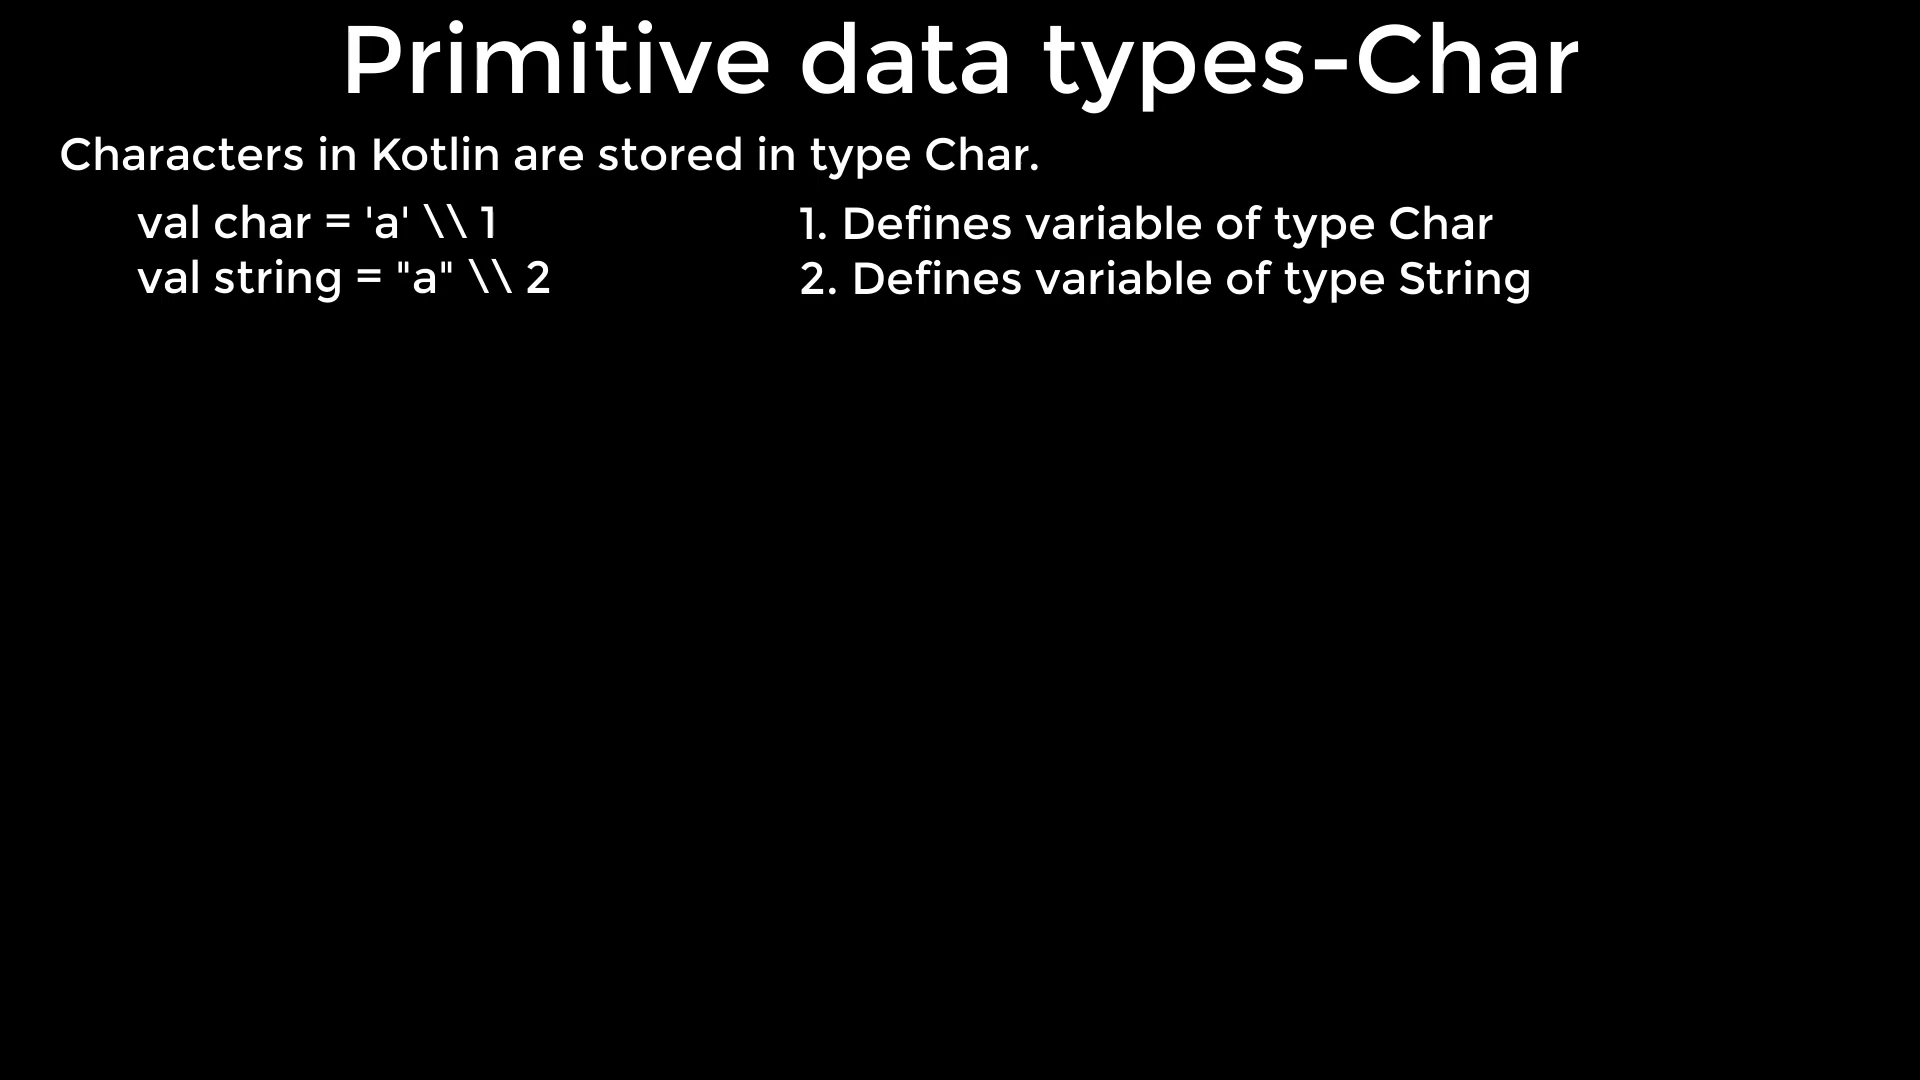 Primitive data types-Char
Characters in Kotlin are stored in type Char.
val char = 'a' \\ 1
val string = "a" \\ 2
1. Defines variable of type Char
2. Defines variable of type String